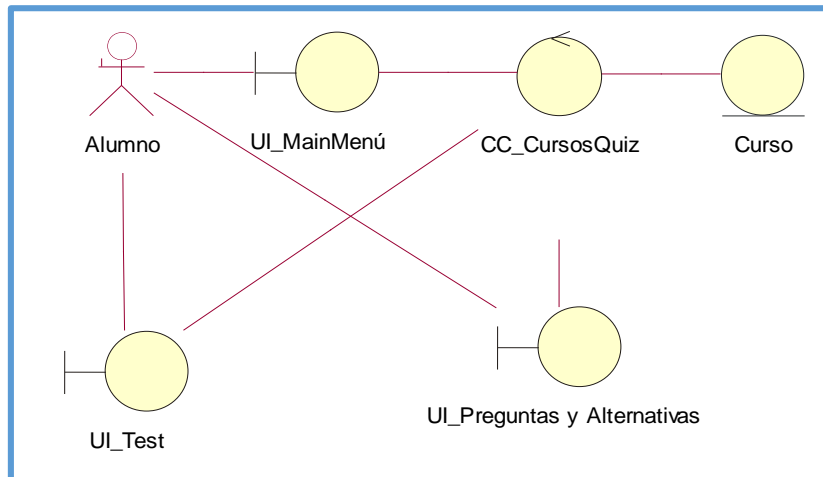 Alumno
UI_MainMenú
CC_CursosQuiz
Curso
UI_Test
UI_Preguntas y Alternativas